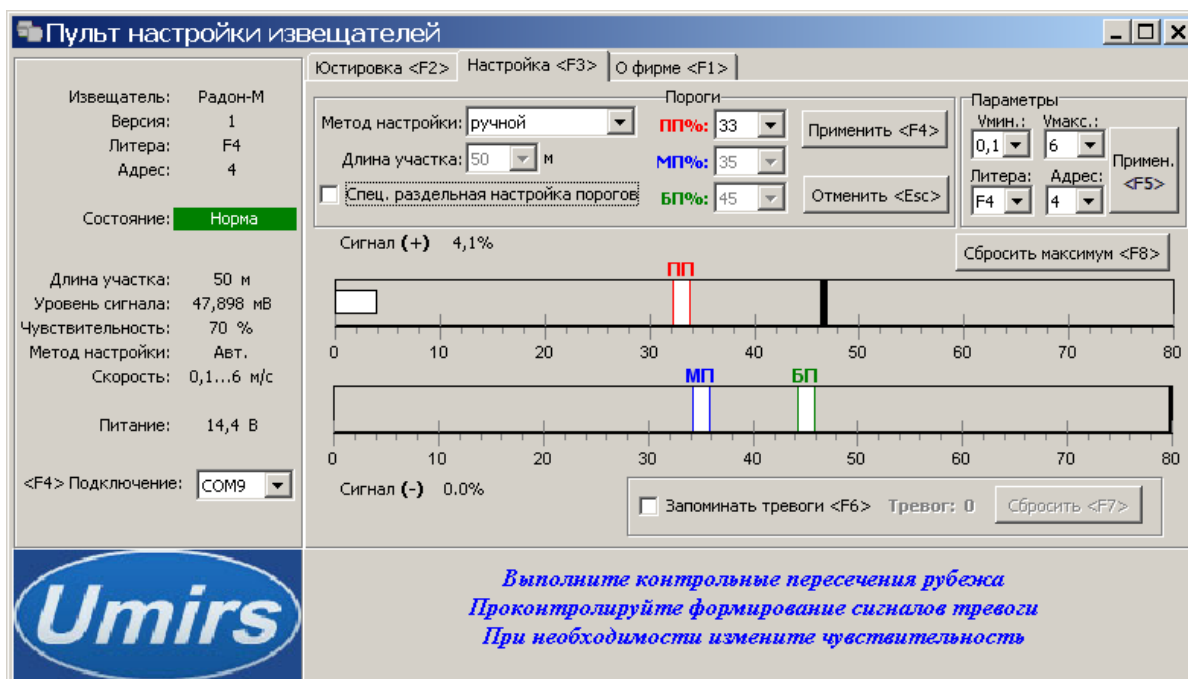 Пульт настройки извещателей
Извещатель: Радон-М
Версия: 1
Литера: F4
Адрес: 4
Состояние: Норма
Длина участка: 50 м
Уровень сигнала: 47,898 мВ
Чувствительность: 70 %
Метод настройки: Авт.
Скорость: 0,1...6 м/с
Питание: 14,4 В
<F4> Подключение: COM9
Юстировка <F2> Настройка <F3> О фирме <F1>
Пороги
Метод настройки: ручной
Длина участка: 50 м
Спец. раздельная настройка порогов
ПП%: 33
МП%: 35
БП%: 45
Применить <F4>
Отменить <Esc>
Параметры
Vмин.: Vмакс.:
0,1 6
Литера: Адрес:
F4 4
Примен.
<F5>
Сигнал (+) 4,1%
Сбросить максимум <F8>
ПП
0 10 20 30 40 50 60 70 80
МП БП
0 10 20 30 40 50 60 70 80
Сигнал (-) 0.0%
Запоминать тревоги <F6> Тревог: 0 Сбросить <F7>
Umirs
Выполните контрольные пересечения рубежа
Проконтролируйте формирование сигналов тревоги
При необходимости измените чувствительность